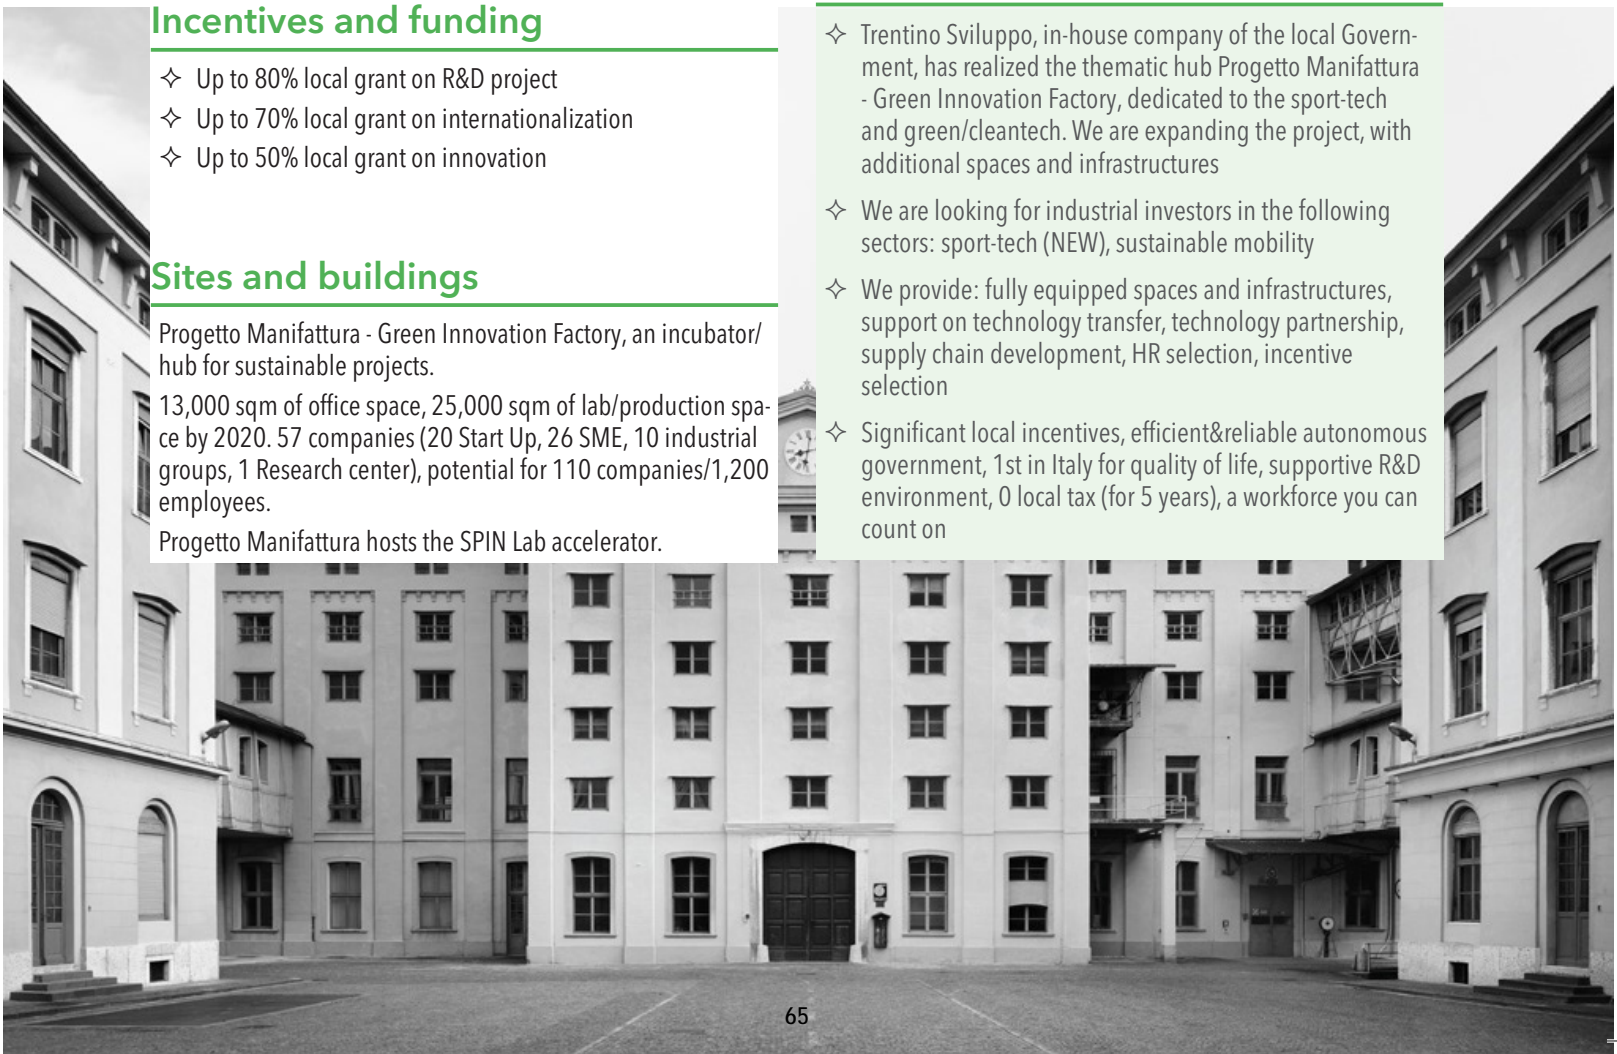 Incentives and funding
✧ Up to 80% local grant on R&D project
✧ Up to 70% local grant on internationalization
✧ Up to 50% local grant on innovation
Sites and buildings
Progetto Manifattura - Green Innovation Factory, an incubator/
hub for sustainable projects.
13,000 sqm of office space, 25,000 sqm of lab/production spa-
ce by 2020. 57 companies (20 Start Up, 26 SME, 10 industrial
groups, 1 Research center), potential for 110 companies/1,200
employees.
Progetto Manifattura hosts the SPIN Lab accelerator.
✧ Trentino Sviluppo, in-house company of the local Govern-
ment, has realized the thematic hub Progetto Manifattura
- Green Innovation Factory, dedicated to the sport-tech
and green/cleantech. We are expanding the project, with
additional spaces and infrastructures
✧ We are looking for industrial investors in the following
sectors: sport-tech (NEW), sustainable mobility
✧ We provide: fully equipped spaces and infrastructures,
support on technology transfer, technology partnership,
supply chain development, HR selection, incentive
selection
✧ Significant local incentives, efficient&reliable autonomous
government, 1st in Italy for quality of life, supportive R&D
environment, 0 local tax (for 5 years), a workforce you can
count on
65